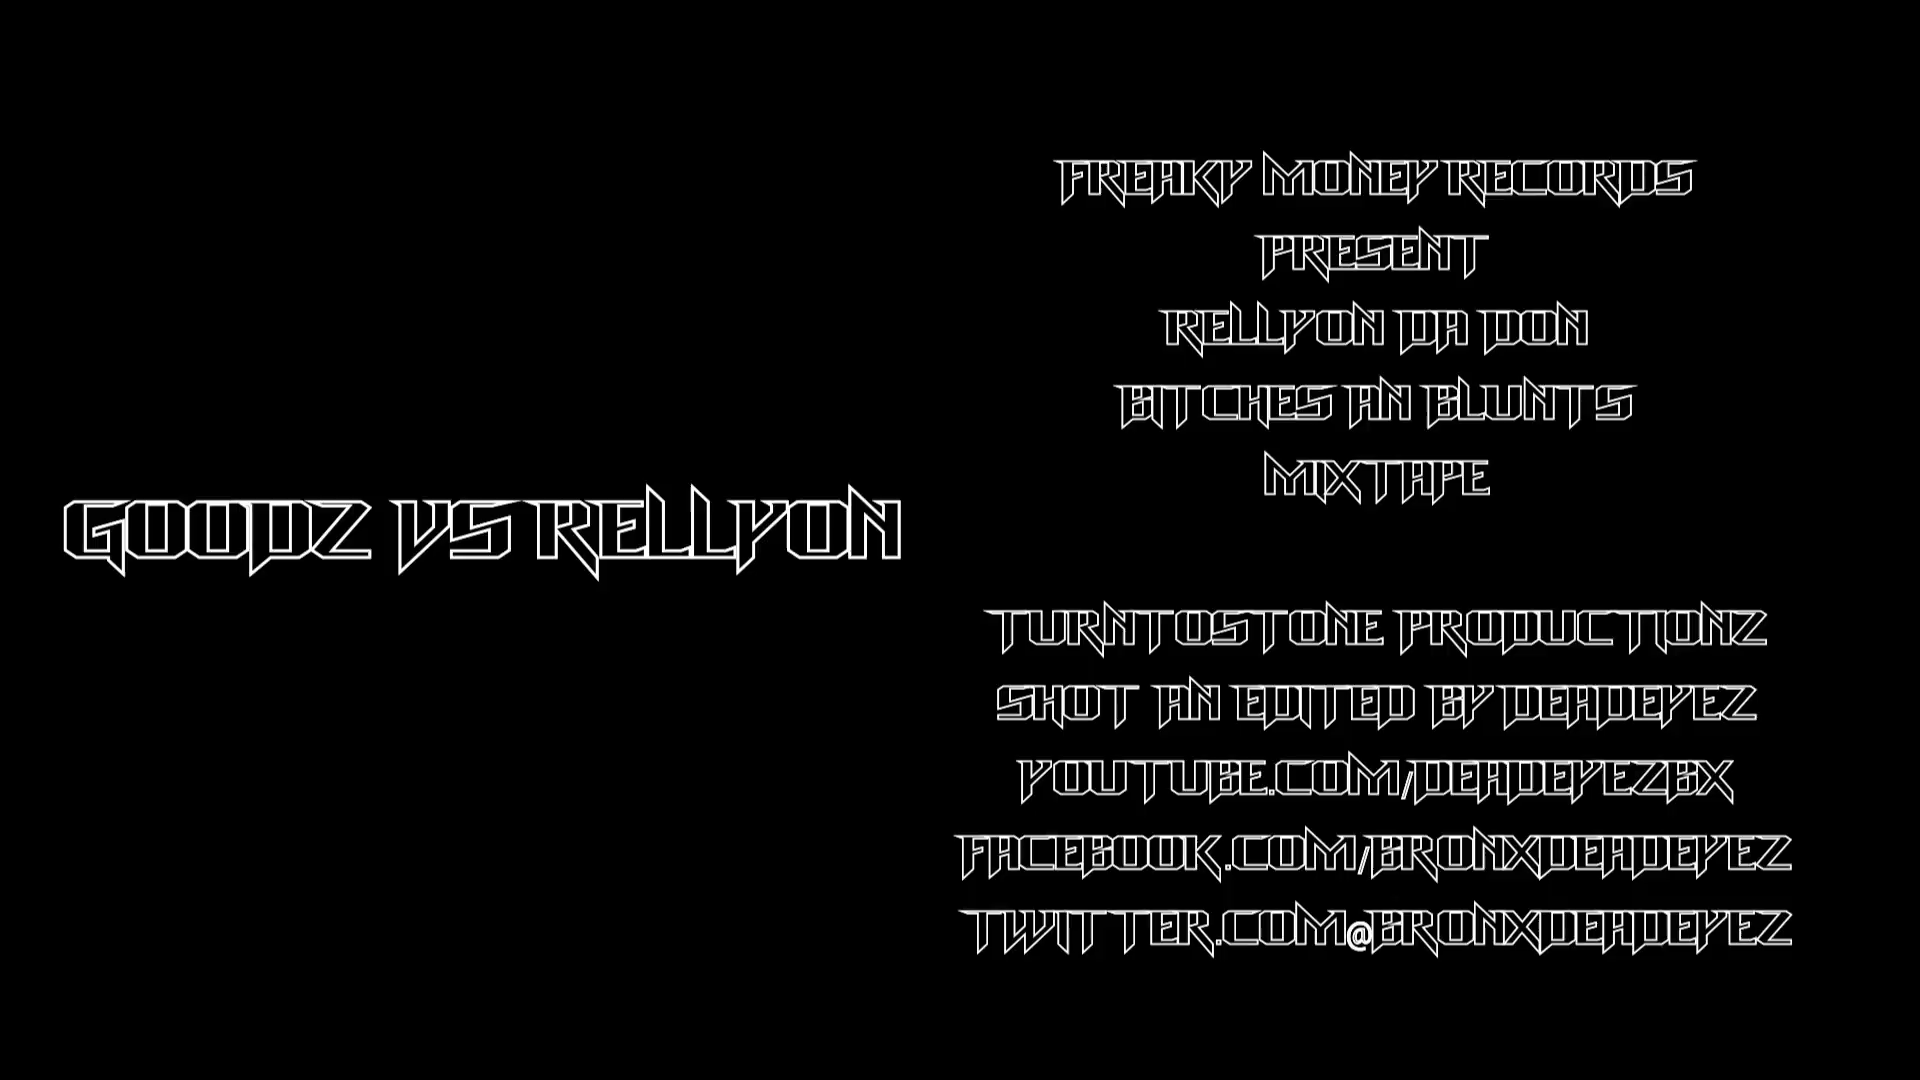 GOODZ VS RELLYON
FREAKY MONEY RECORDS
PRESENT
RELLYON DA DON
BITCHES AN BLUNTS
MIXTAPE
TURNTOSTONE PRODUCTIONZ
SHOT AN EDITED BY DEADEYEZ
YOUTUBE.COM/DEADEYEZBX
FACEBOOK.COM/BRONXDEADEYEZ
TWITTER.COM@BRONXDEADEYEZ